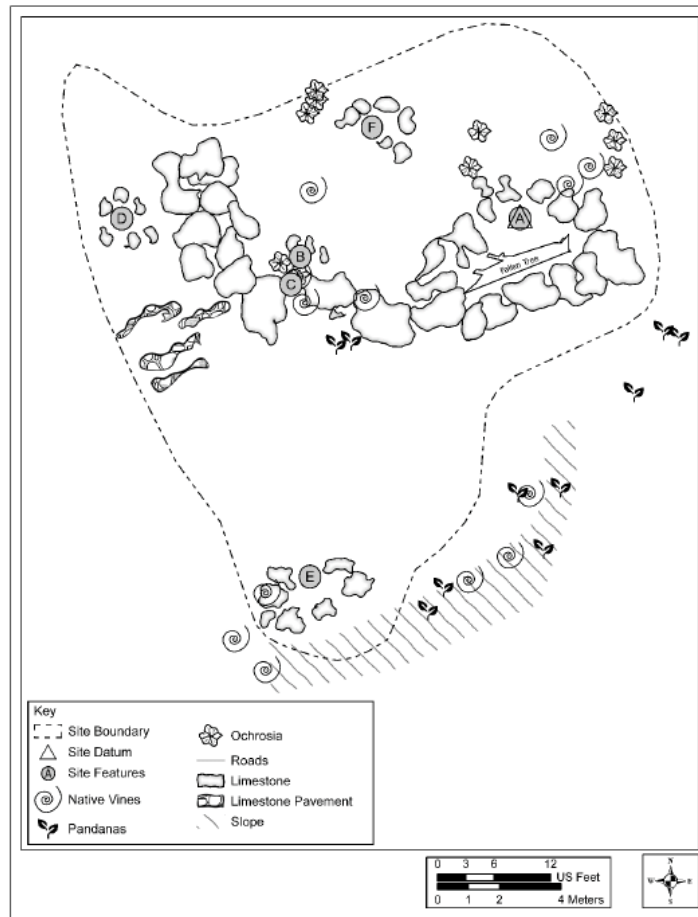 F
D
A
B
C
Fallen Tree
E
Key
Site Boundary
Site Datum
A Site Features
Native Vines
Pandanas
Ochrosia
Roads
Limestone
Limestone Pavement
Slope
0 3 6 12
US Feet
0 1 2 4 Meters
N
W E
S